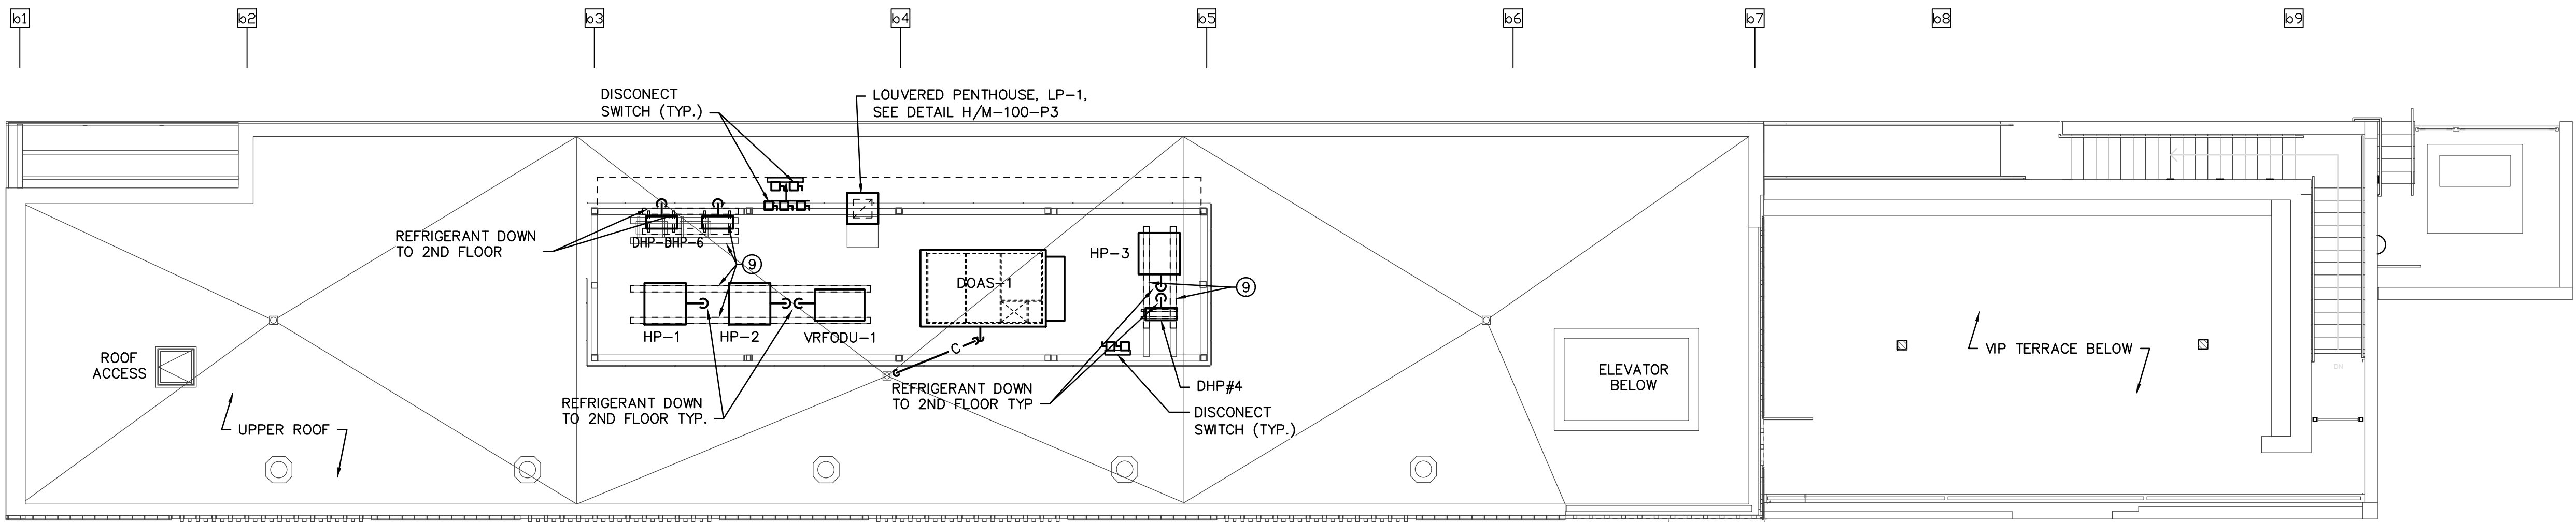 b1
b2
b3
b4
b5
b6
b7
b8
b9
DISCONECT
SWITCH (TYP.)
LOUVERED PENTHOUSE, LP-1,
SEE DETAIL H/M-100-P3
REFRIGERANT DOWN
TO 2ND FLOOR
DHP-6
9
DOAS-1
HP-3
9
HP-1
HP-2
VRFODU-1
C
ROOF
ACCESS
UPPER ROOF
REFRIGERANT DOWN
TO 2ND FLOOR TYP.
REFRIGERANT DOWN
TO 2ND FLOOR TYP
DHP#4
DISCONECT
SWITCH (TYP.)
ELEVATOR
BELOW
VIP TERRACE BELOW
DN